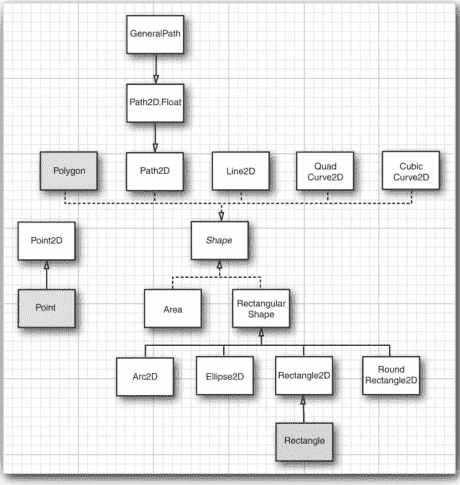 GeneralPath
Path2D.Float
Polygon
Path2D
Line2D
Quad
Curve2D
Cubic
Curve2D
Point2D
Shape
Point
Area
Rectangular
Shape
Arc2D
Ellipse2D
Rectangle2D
Round
Rectangle2D
Rectangle